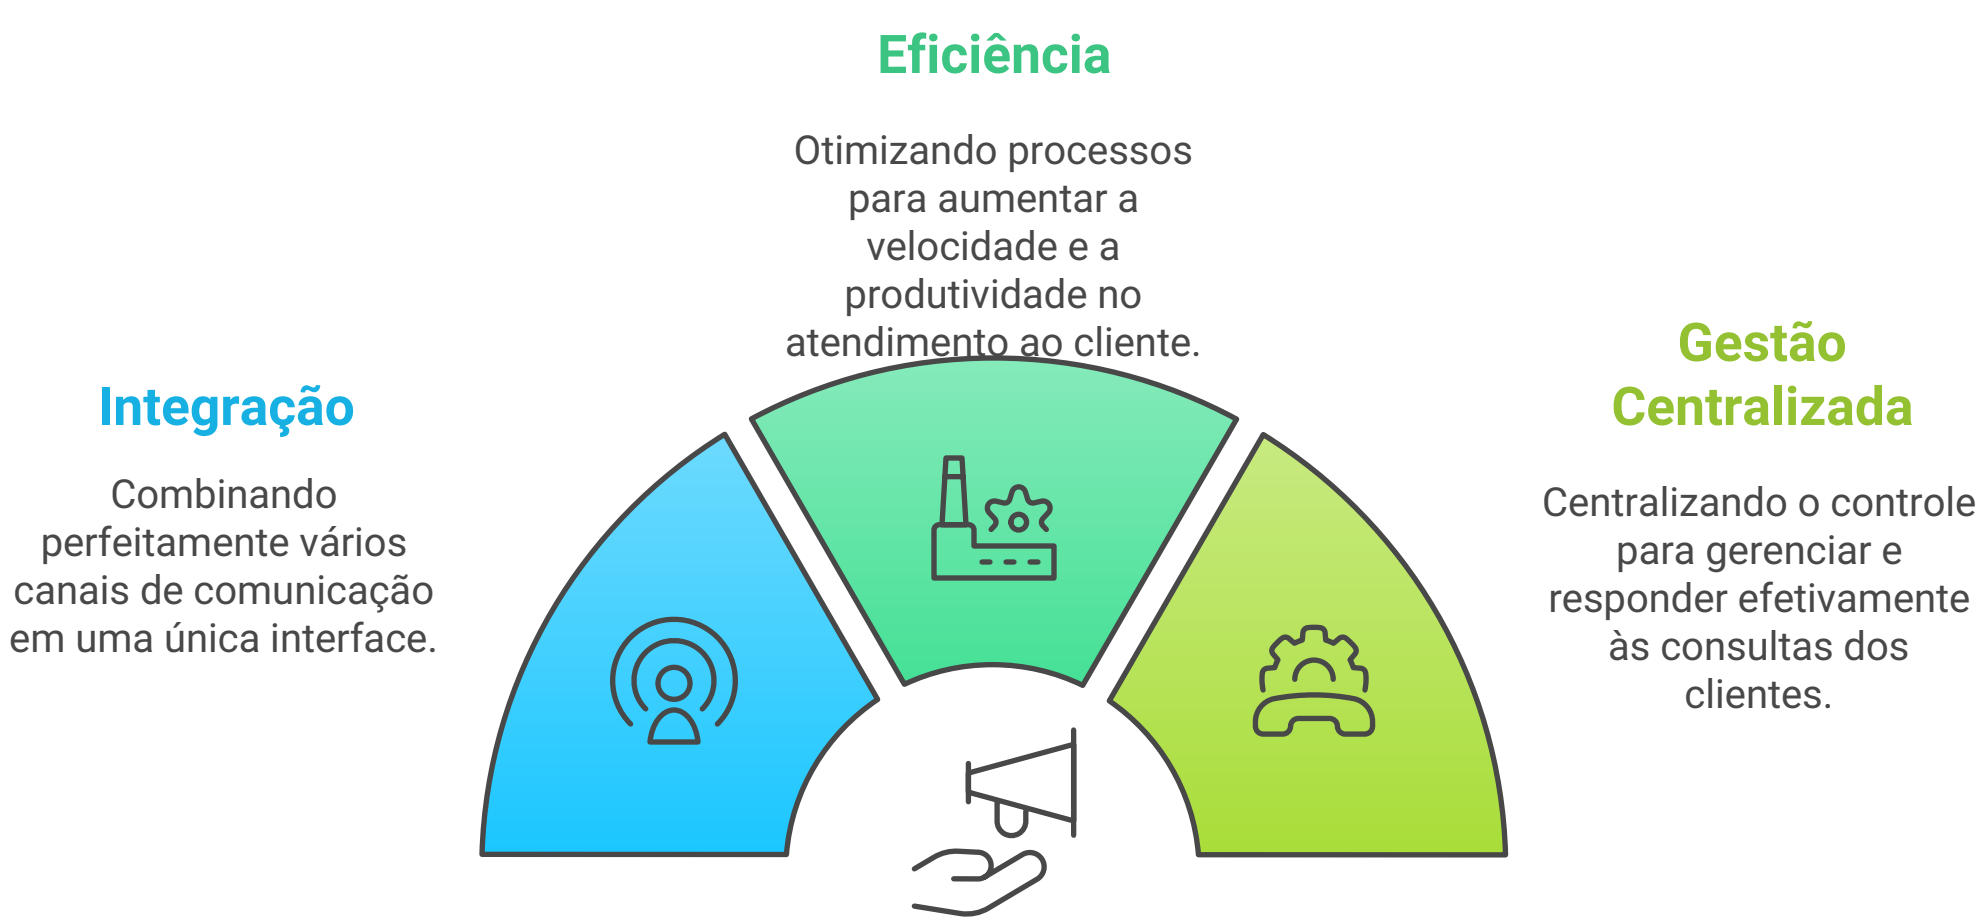 Eficiência
Otimizando processos
para aumentar a
velocidade e a
produtividade no
atendimento ao cliente.
Integração
Combinando
perfeitamente vários
canais de comunicação
em uma única interface.
Gestão
Centralizada
Centralizando o controle
para gerenciar e
responder efetivamente
às consultas dos
clientes.